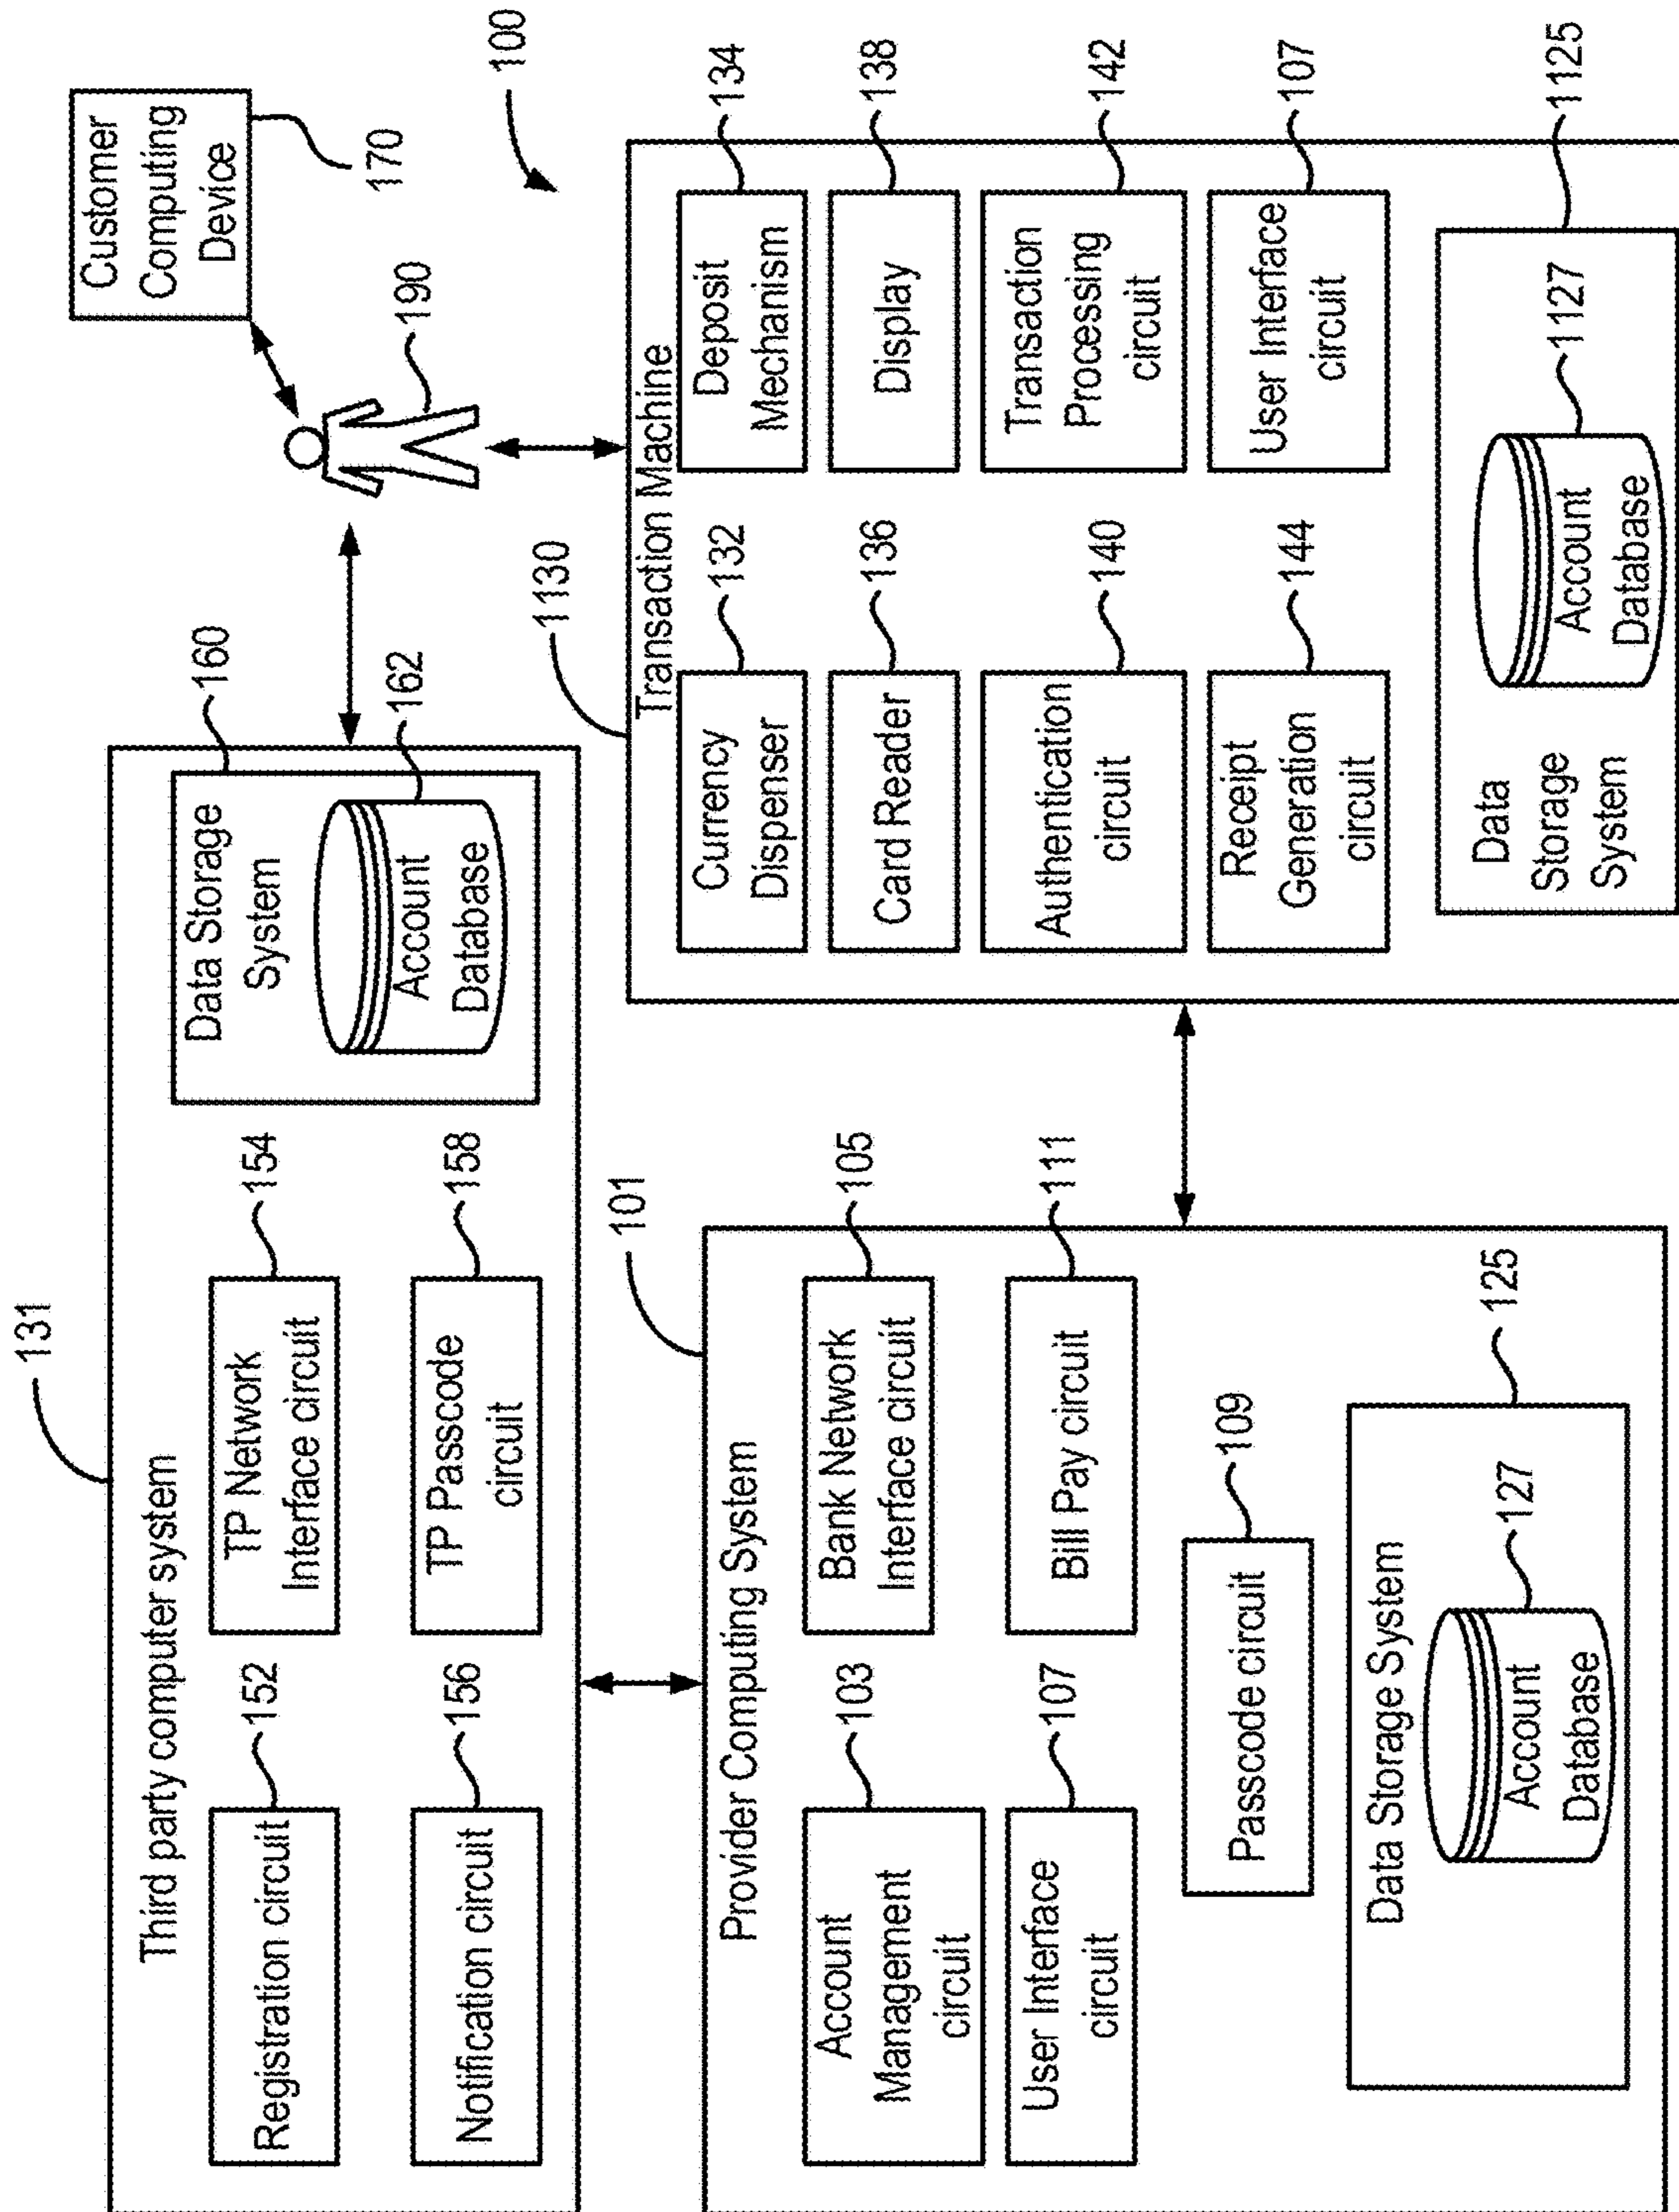 131
Third party computer system
Registration circuit
152
TP Network
Interface circuit
154
Notification circuit
156
TP Passcode
circuit
158
Data Storage
System
160
Account
Database
162
Customer
Computing
Device
170
190
100
101
Provider Computing System
Account
Management
circuit
103
Bank Network
Interface circuit
105
User Interface
circuit
107
Bill Pay circuit
111
Passcode circuit
109
Data Storage System
125
Account
Database
127
1130
Transaction Machine
Currency
Dispenser
132
Deposit
Mechanism
134
Card Reader
136
Display
138
Authentication
circuit
140
Transaction
Processing
circuit
142
Receipt
Generation
circuit
144
User Interface
circuit
107
Data
Storage
System
1125
Account
Database
1127